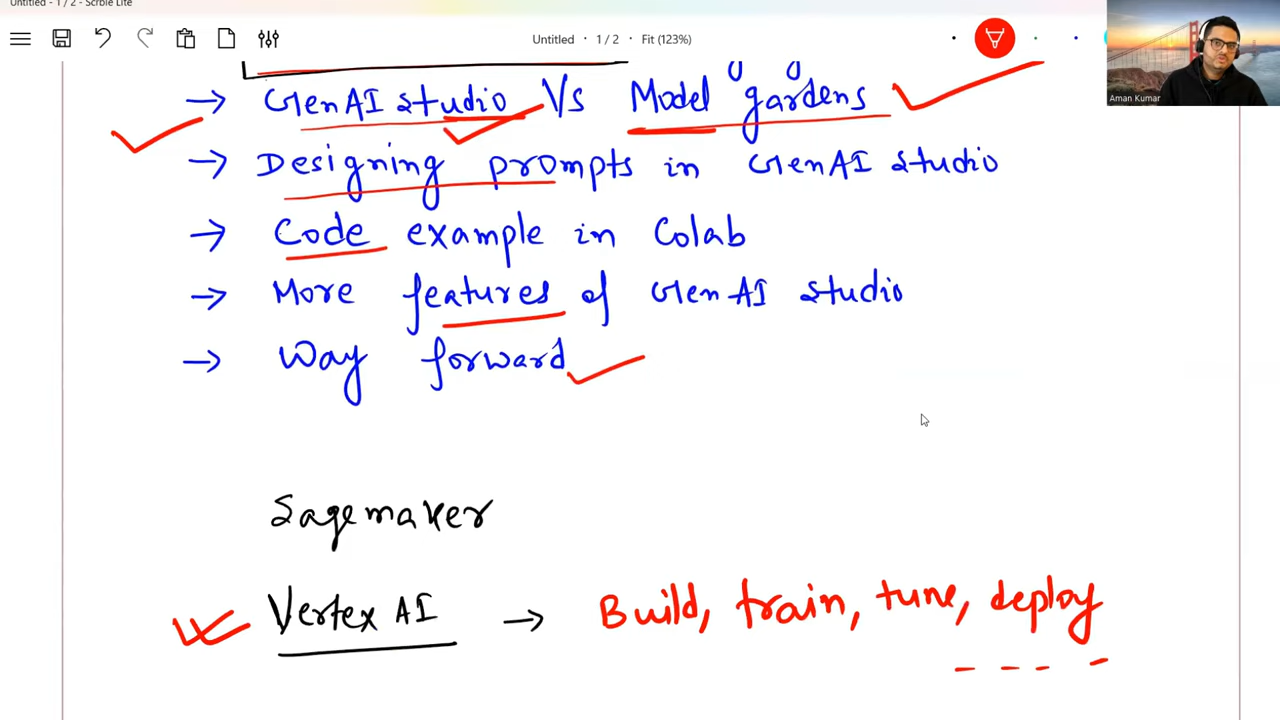 Untitled - 1 / 2 - Scrble Lite
Untitled • 1 / 2 • Fit (123%)
Aman Kumar
→ GenAI studio Vs Model gardens
→ Designing prompts in GenAI studio
→ Code example in Colab
→ More features of GenAI studio
→ Way forward
Sagemaker
Vertex AI → Build, train, tune, deploy